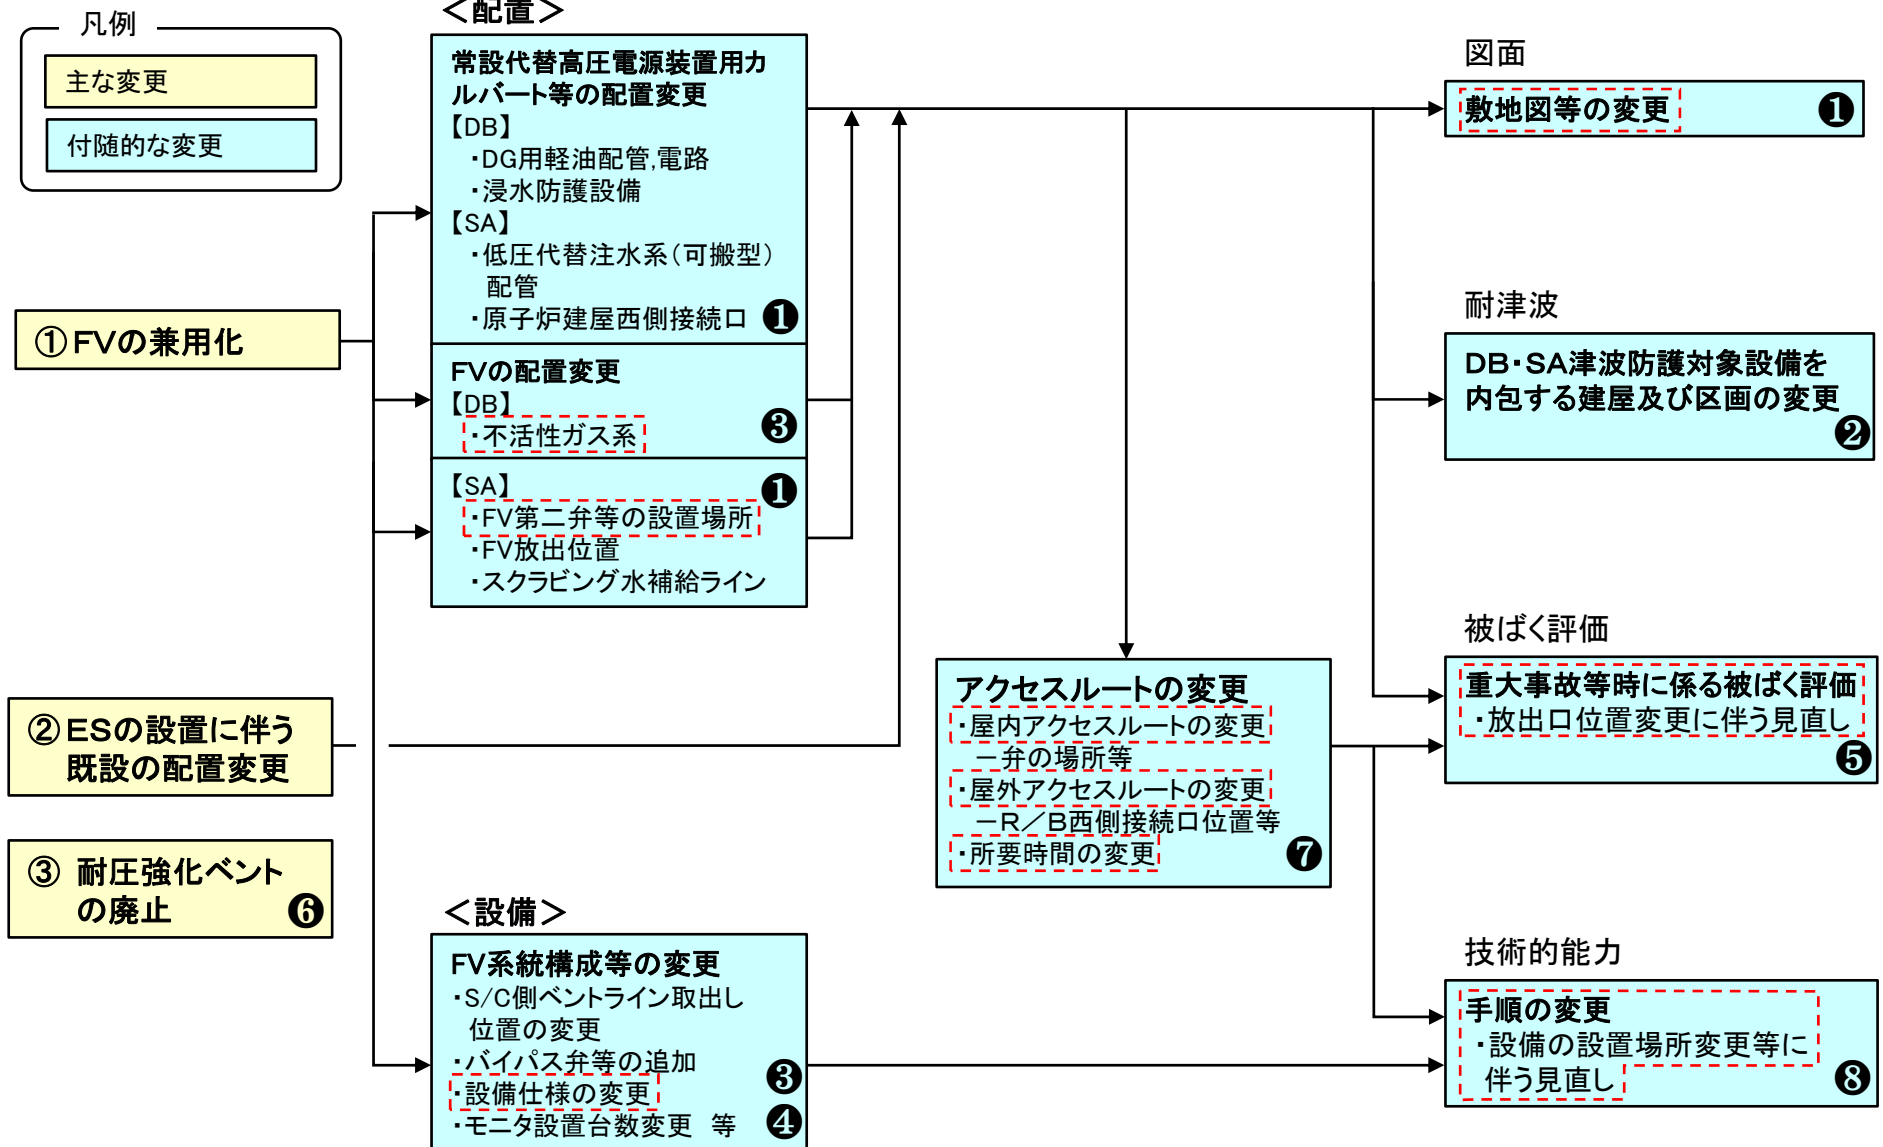 凡例
主な変更
付随的な変更
①FVの兼用化
②ESの設置に伴う
既設の配置変更
③ 耐圧強化ベント
の廃止
❻
＜配置＞
常設代替高圧電源装置用カ
ルバート等の配置変更
【DB】
・DG用軽油配管,電路
・浸水防護設備
【SA】
・低圧代替注水系（可搬型）
配管
・原子炉建屋西側接続口
❶
FVの配置変更
【DB】
・不活性ガス系
❸
【SA】
❶
・FV第二弁等の設置場所
・FV放出位置
・スクラビング水補給ライン
＜設備＞
FV系統構成等の変更
・S/C側ベントライン取出し
位置の変更
・バイパス弁等の追加
❸
・設備仕様の変更
・モニタ設置台数変更 等
❹
アクセスルートの変更
・屋内アクセスルートの変更
－弁の場所等
・屋外アクセスルートの変更
－R／B西側接続口位置等
・所要時間の変更
❼
図面
敷地図等の変更
❶
耐津波
DB・SA津波防護対象設備を
内包する建屋及び区画の変更
❷
被ばく評価
重大事故等時に係る被ばく評価
・放出口位置変更に伴う見直し
❺
技術的能力
手順の変更
・設備の設置場所変更等に
伴う見直し
❽